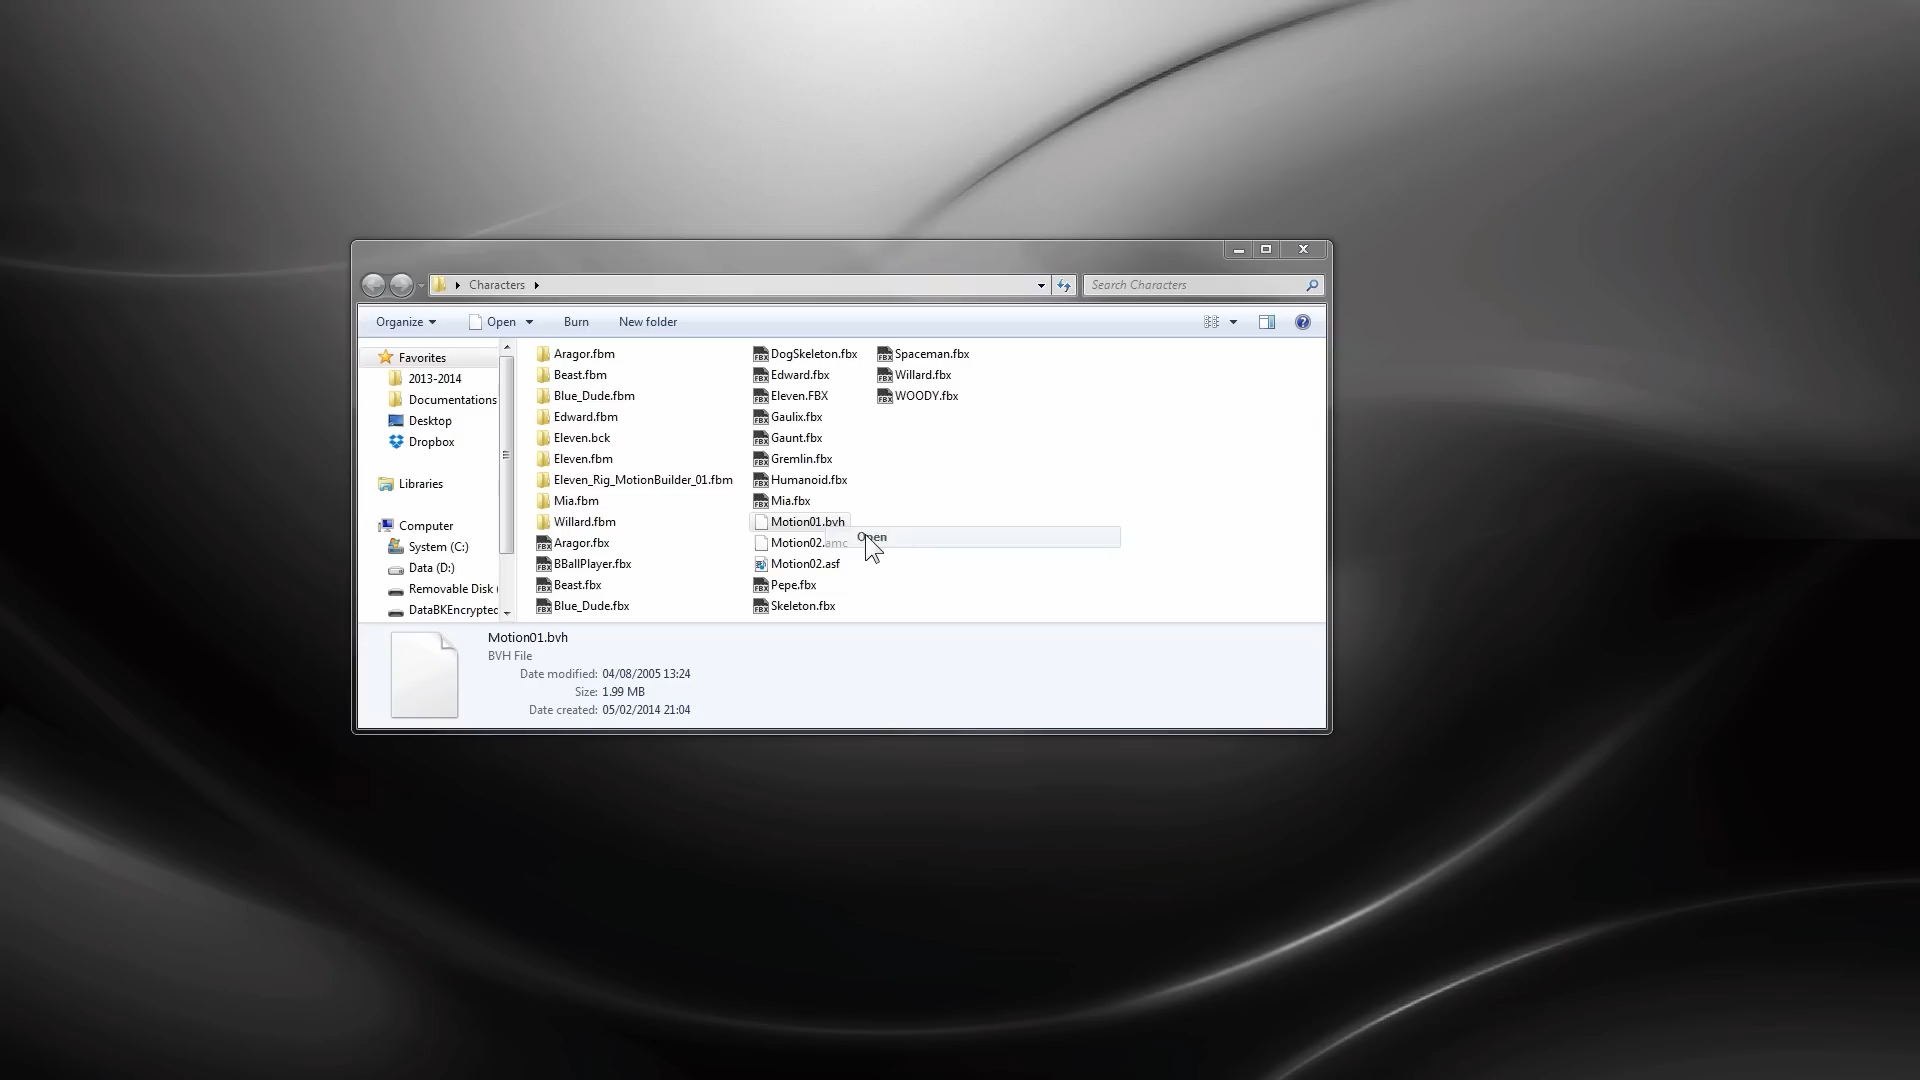 Characters
Search Characters
Organize
Open
Burn
New folder
Favorites
2013-2014
Documentations
Desktop
Dropbox
Libraries
Computer
System (C:)
Data (D:)
Removable Disk (
DataBKEncrypted
Aragor.fbm
Beast.fbm
Blue_Dude.fbm
Edward.fbm
Eleven.bck
Eleven.fbm
Eleven_Rig_MotionBuilder_01.fbm
Mia.fbm
Willard.fbm
Aragor.fbx
BBallPlayer.fbx
Beast.fbx
Blue_Dude.fbx
DogSkeleton.fbx
Edward.fbx
Eleven.FBX
Gaulix.fbx
Gaunt.fbx
Gremlin.fbx
Humanoid.fbx
Mia.fbx
Motion01.bvh
Motion02.amc
Motion02.asf
Pepe.fbx
Skeleton.fbx
Spaceman.fbx
Willard.fbx
WOODY.fbx
Open
Motion01.bvh
BVH File
Date modified: 04/08/2005 13:24
Size: 1.99 MB
Date created: 05/02/2014 21:04